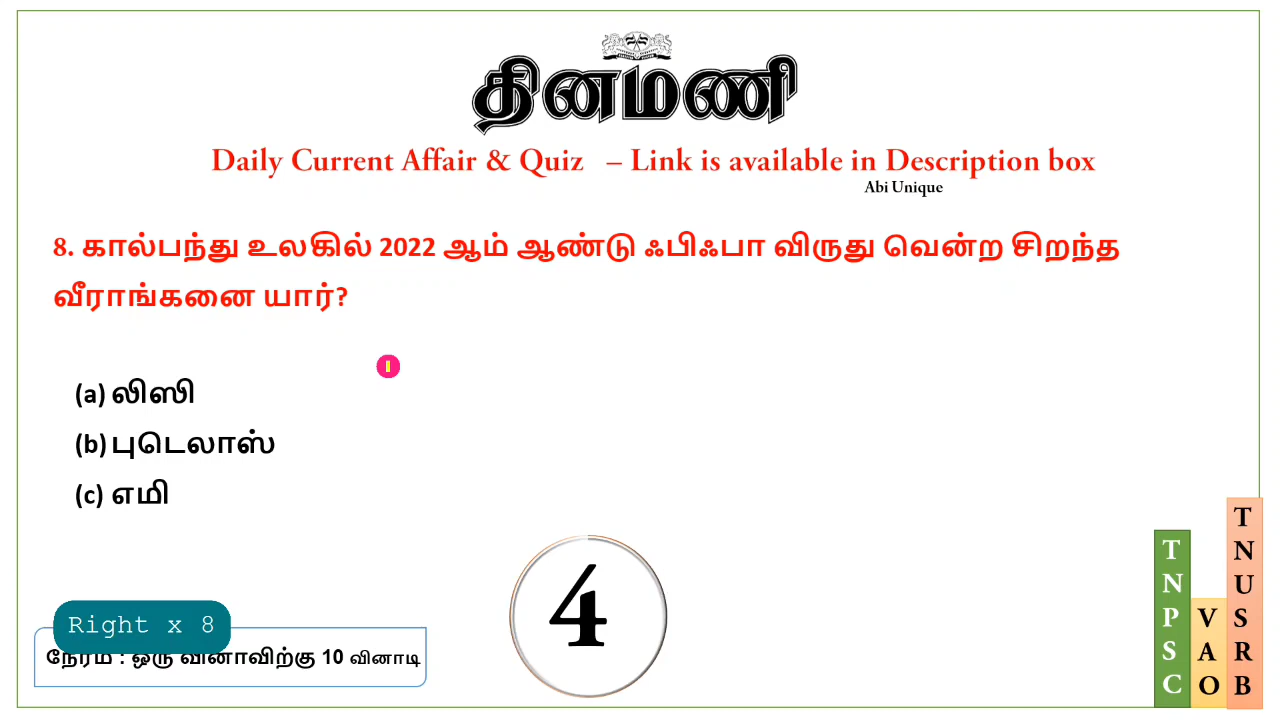 தினமணி
Daily Current Affair & Quiz – Link is available in Description box
Abi Unique
8. கால்பந்து உலகில் 2022 ஆம் ஆண்டு ஃபிஃபா விருது வென்ற சிறந்த
வீராங்கனை யார்?
(a) லிஸி
(b) புடெலாஸ்
(c) எமி
4
Right x 8
நேரம் : ஒரு வினாவிற்கு 10 வினாடி
TNPSC
VAO
TNUSRB